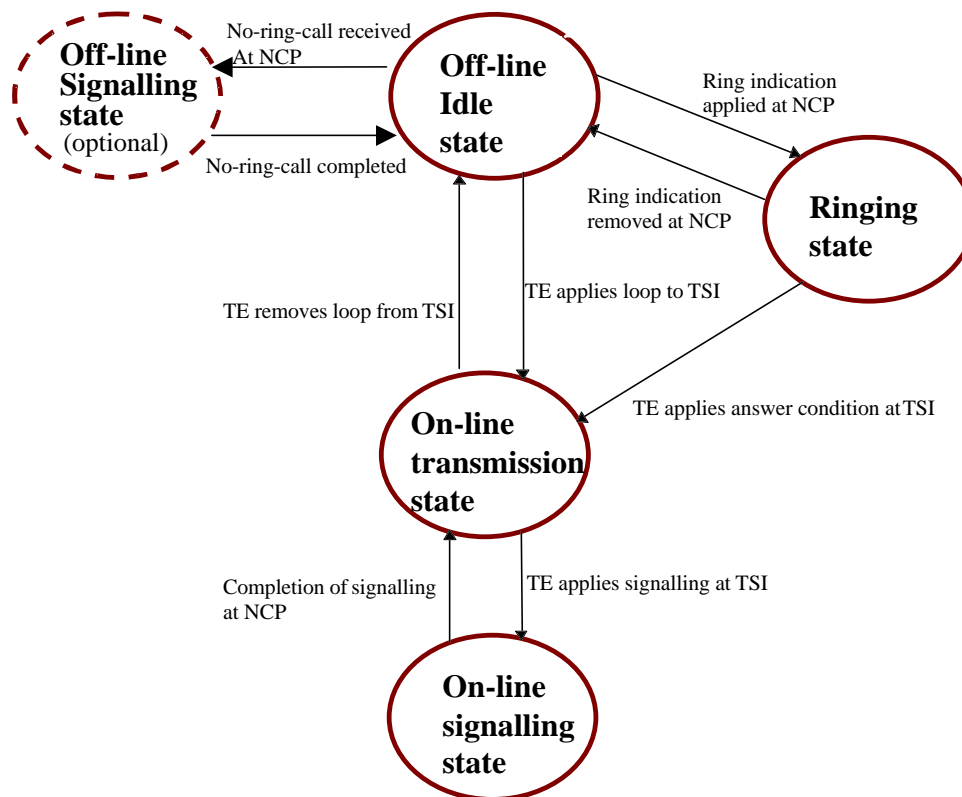 No-ring-call received
At NCP
Off-line
Signalling
state
(optional)
No-ring-call completed
Off-line
Idle
state
Ring indication
applied at NCP
Ring indication
removed at NCP
Ringing
state
TE removes loop from TSI
TE applies loop to TSI
TE applies answer condition at TSI
On-line
transmission
state
Completion of signalling
at NCP
TE applies signalling at TSI
On-line
signalling
state